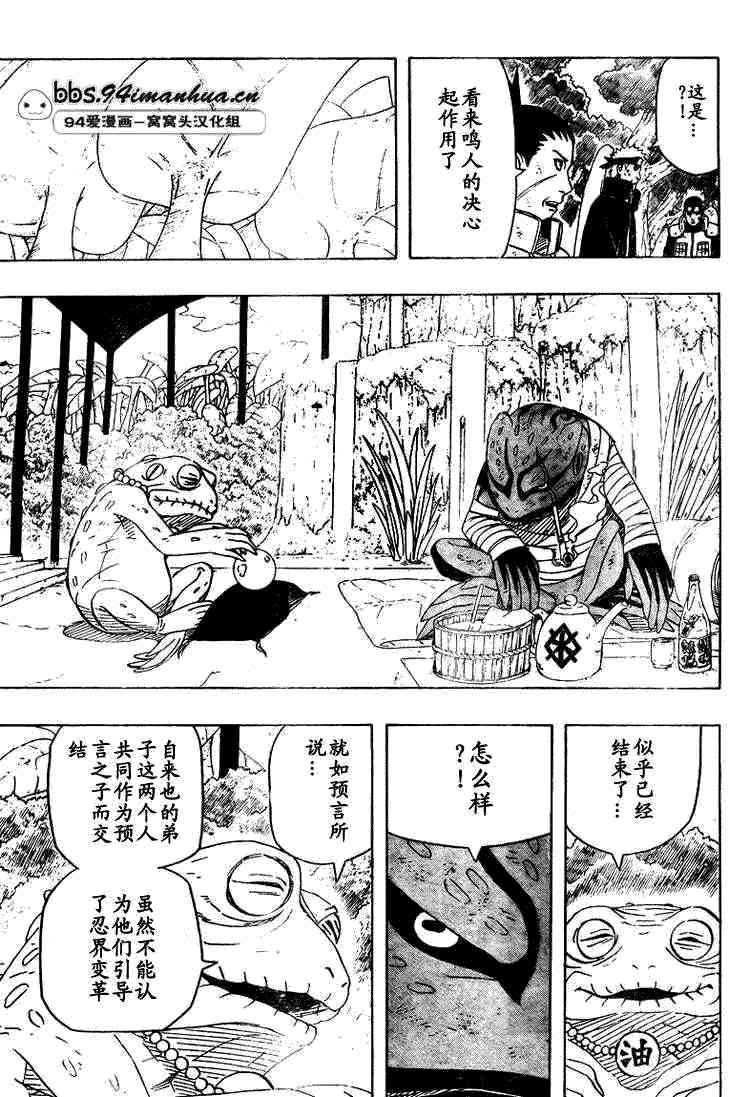 bbs.94imanhua.cn
94爱漫画-窝窝头汉化组
这是…
?!
看来鸣人的决心
起作用了
似乎已经
结束了…
油
怎么样
?!
就如预言所
说…
自来也的弟
子这两个人
共同作为预
言之子而交
结
虽然不能认
为他们引导
了忍界变革